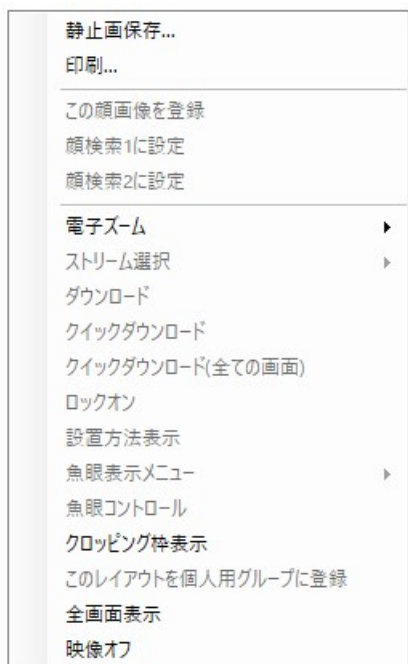 静止画保存...
印刷...
この顔画像を登録
顔検索1に設定
顔検索2に設定
電子ズーム
ストリーム選択
ダウンロード
クイックダウンロード
クイックダウンロード(全ての画面)
ロックオン
設置方法表示
魚眼表示メニュー
魚眼コントロール
クロッピング枠表示
このレイアウトを個人用グループに登録
全画面表示
映像オフ